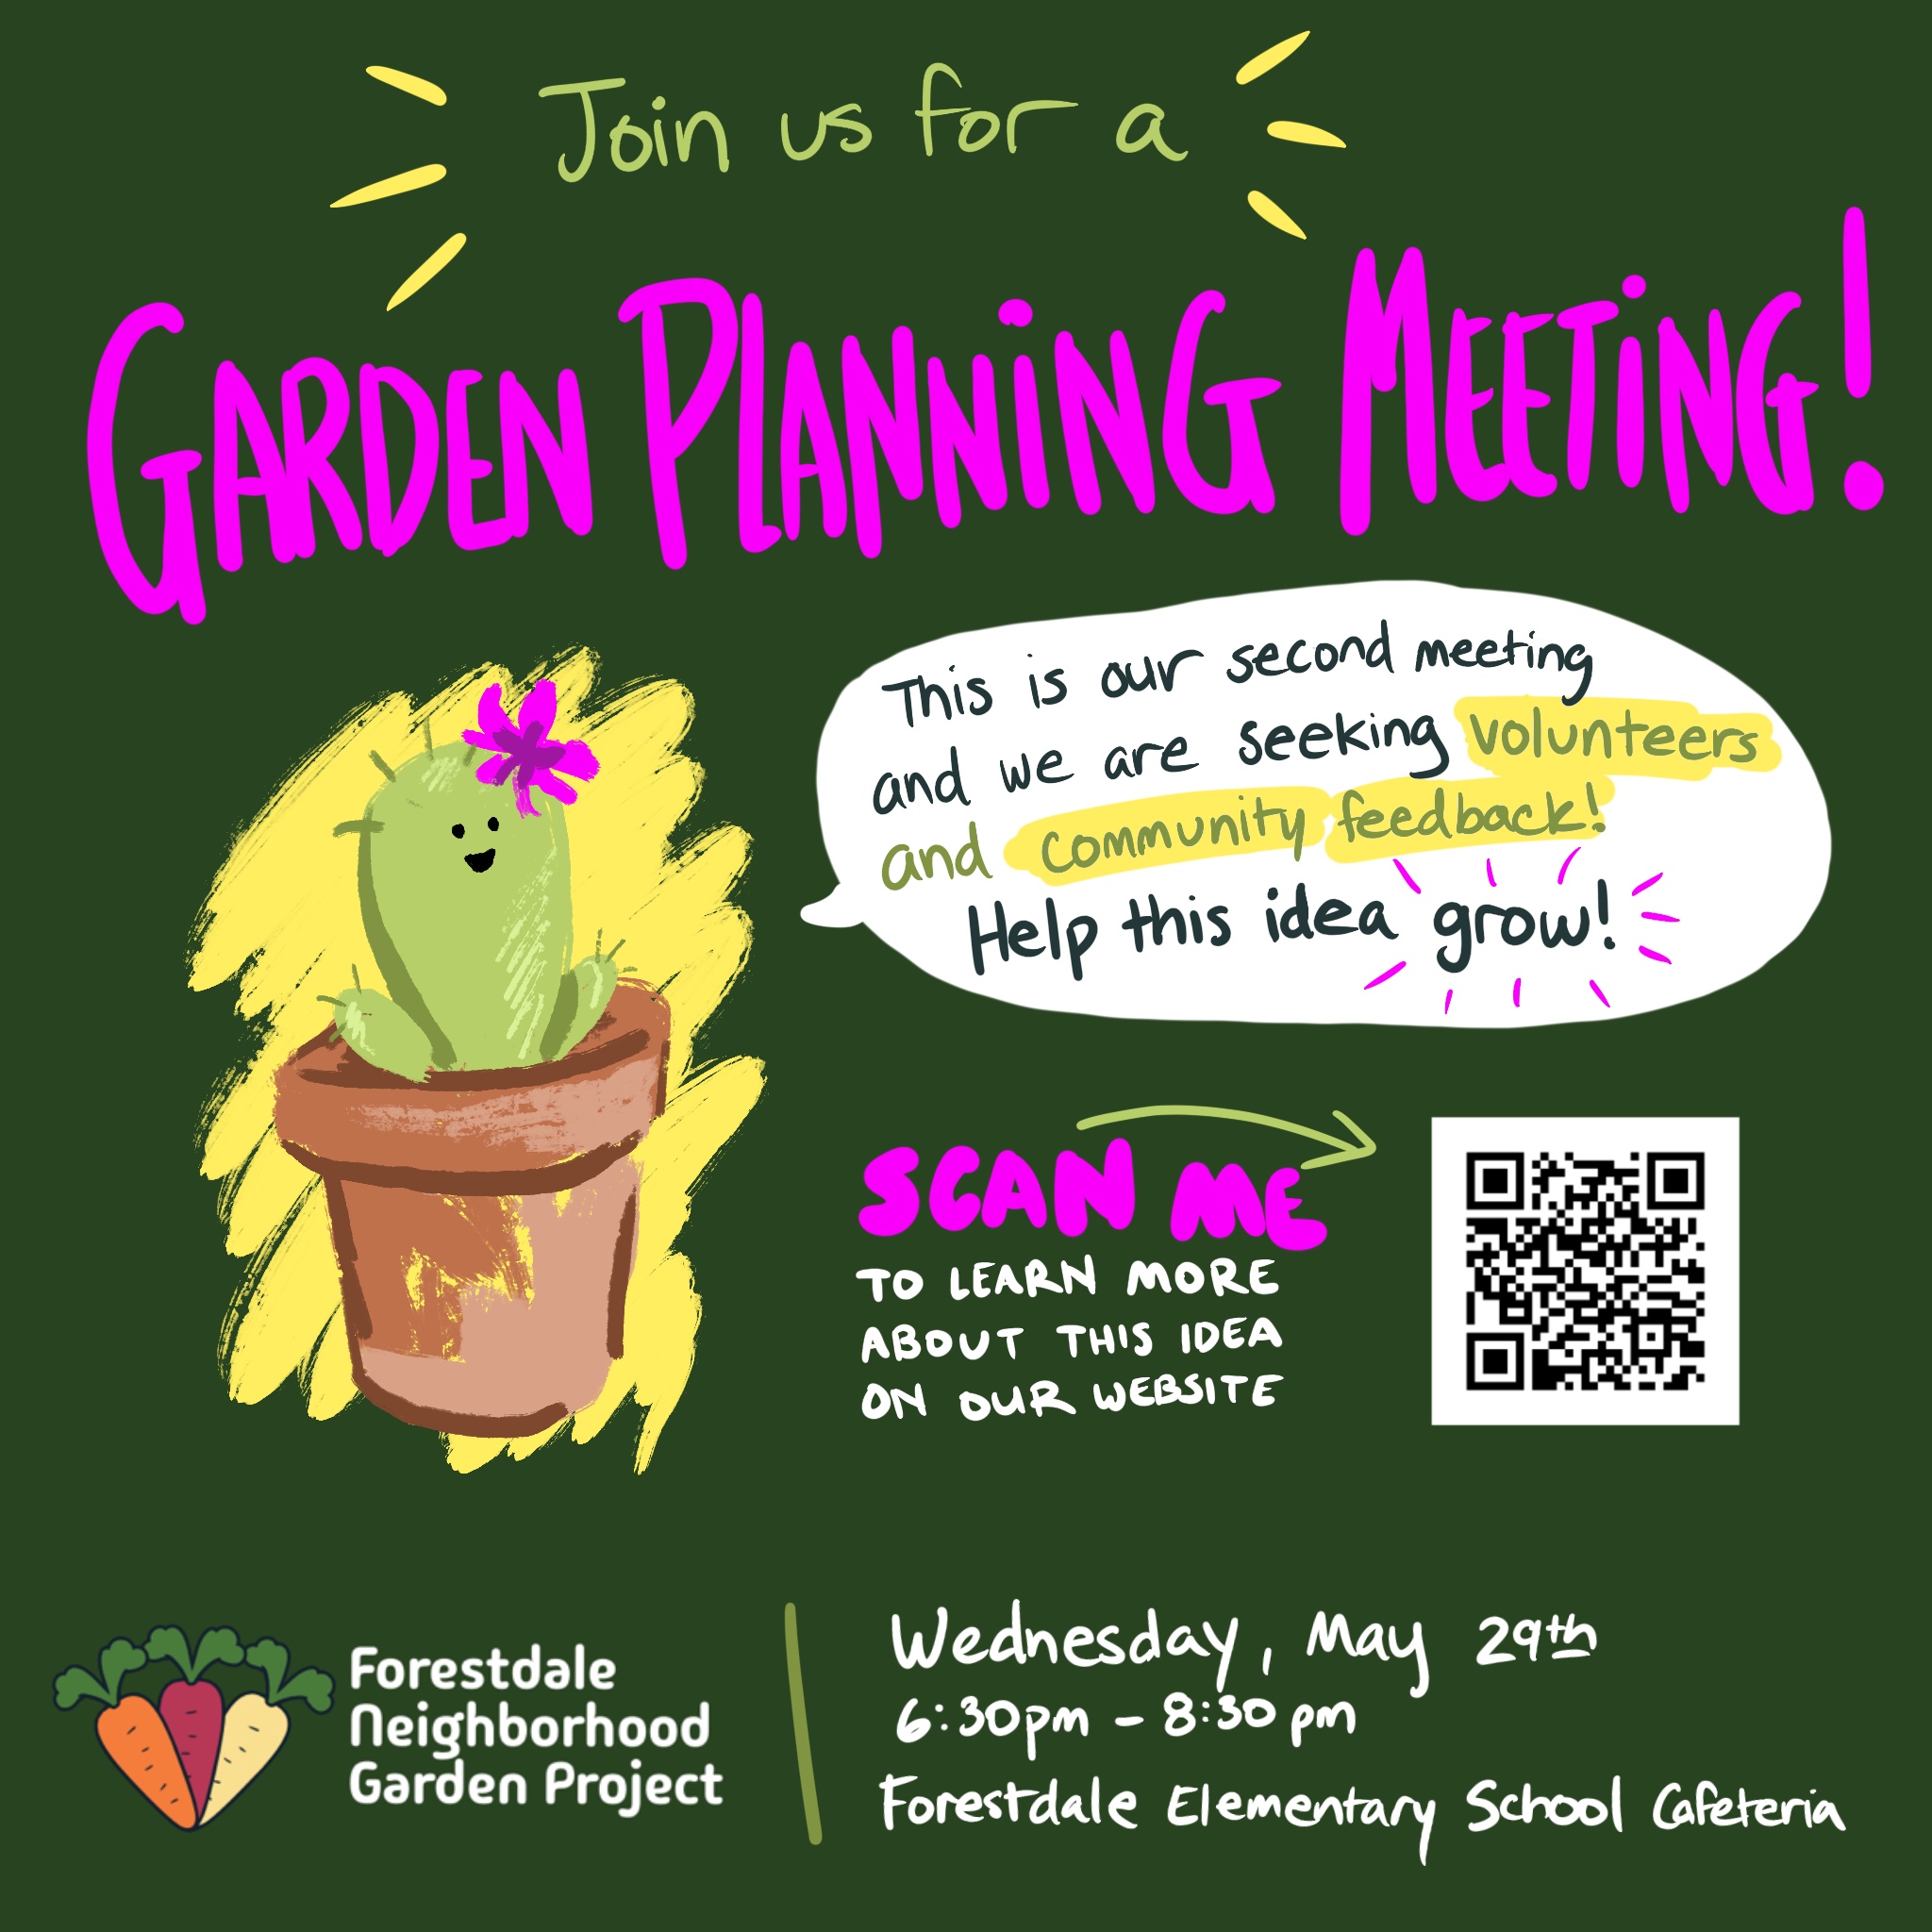 Join us for a
GARDEN PLANNiNG MEETiNG!
This is our second meeting
and we are seeking volunteers
and community feedback!
Help this idea grow!
SCAN ME
TO LEARN MORE
ABOUT THIS IDEA
ON OUR WEBSITE
Forestdale
Neighborhood
Garden Project
Wednesday, May 29th
6:30pm - 8:30 pm
Forestdale Elementary School Cafeteria